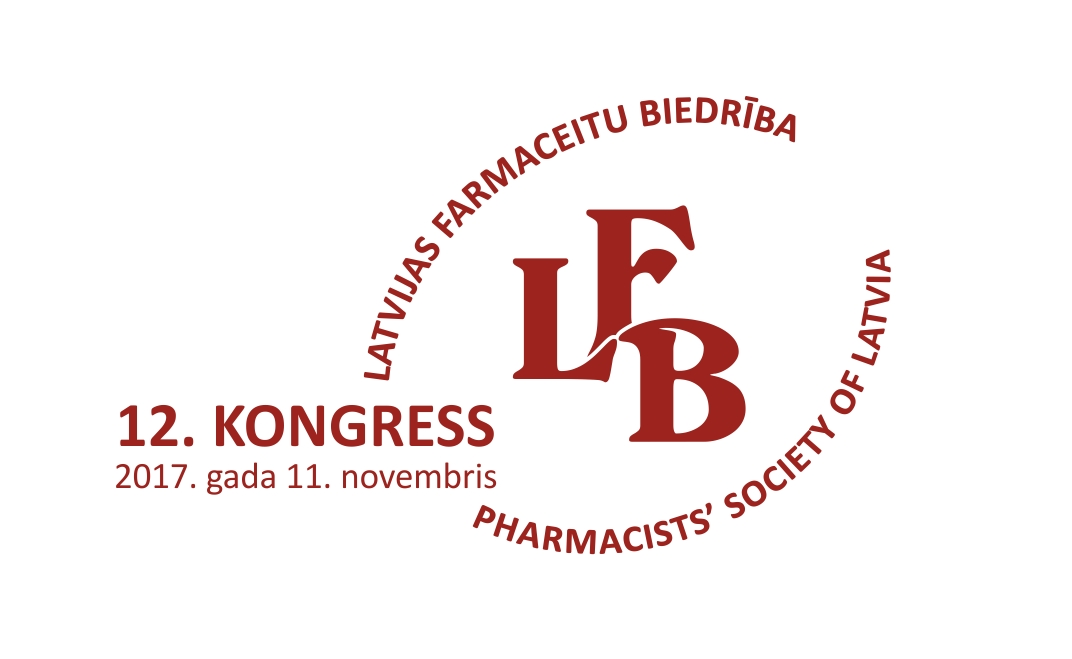 LATVIJAS FARMACEITU BIEDRĪBA
LFB
12. KONGRESS
2017. gada 11. novembris
PHARMACISTS’ SOCIETY OF LATVIA